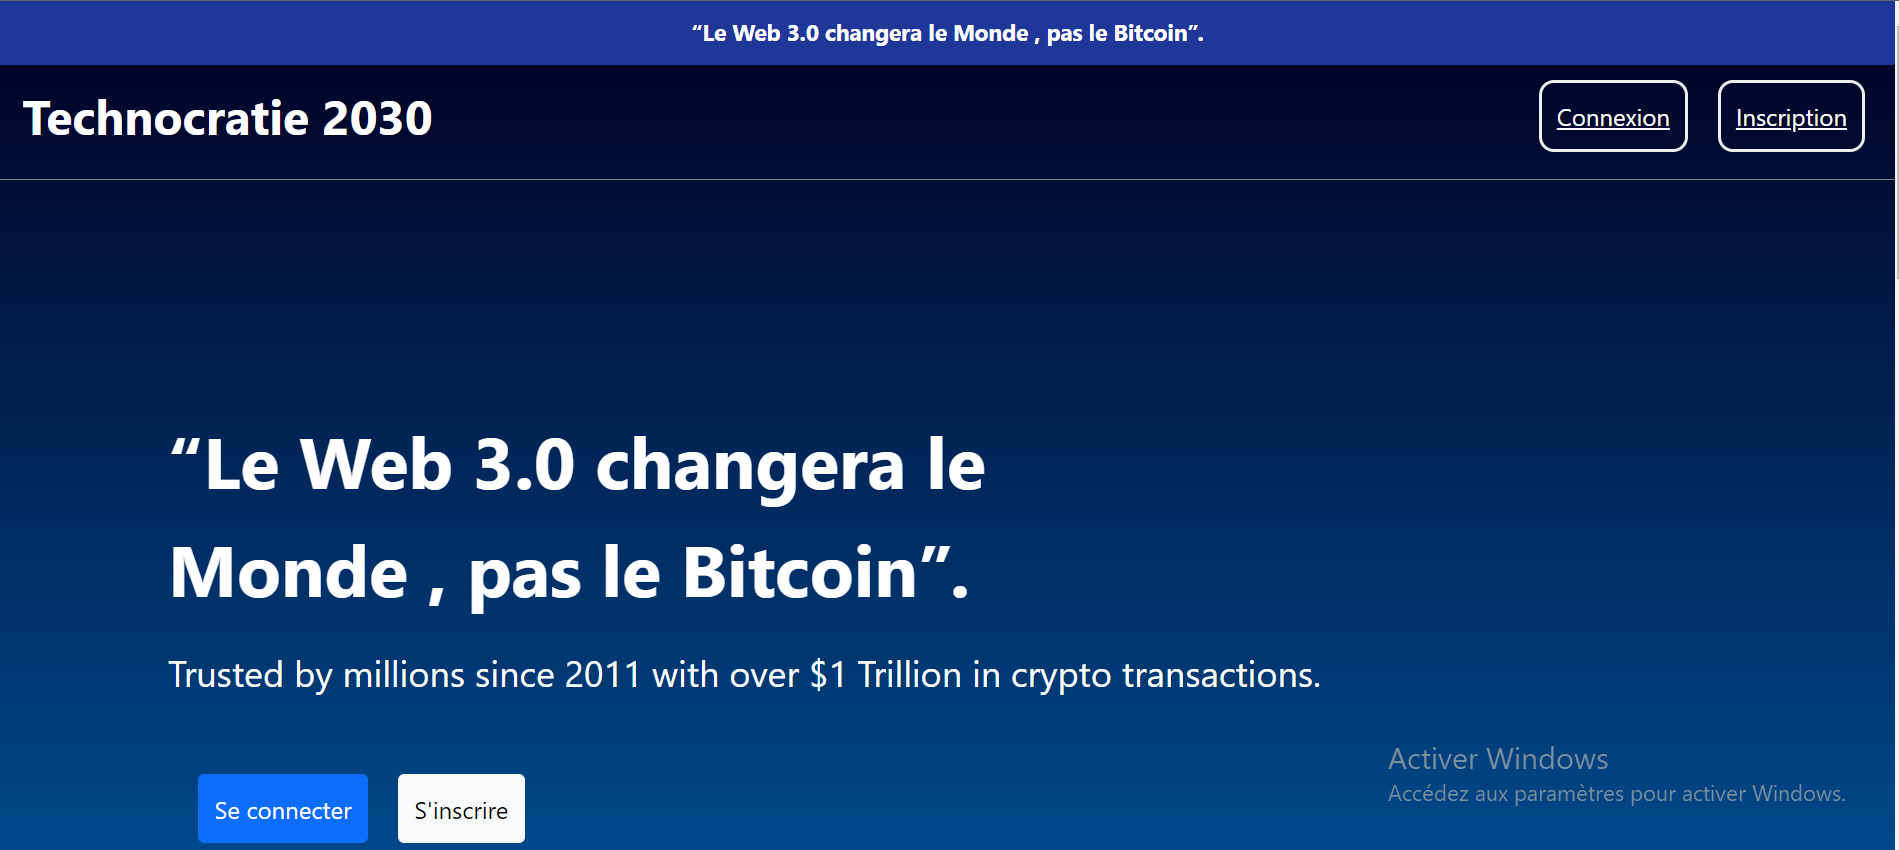 “Le Web 3.0 changera le Monde , pas le Bitcoin”.
Technocratie 2030
Connexion
Inscription
“Le Web 3.0 changera le
Monde , pas le Bitcoin”.
Trusted by millions since 2011 with over $1 Trillion in crypto transactions.
Activer Windows
Accédez aux paramètres pour activer Windows.
Se connecter
S'inscrire